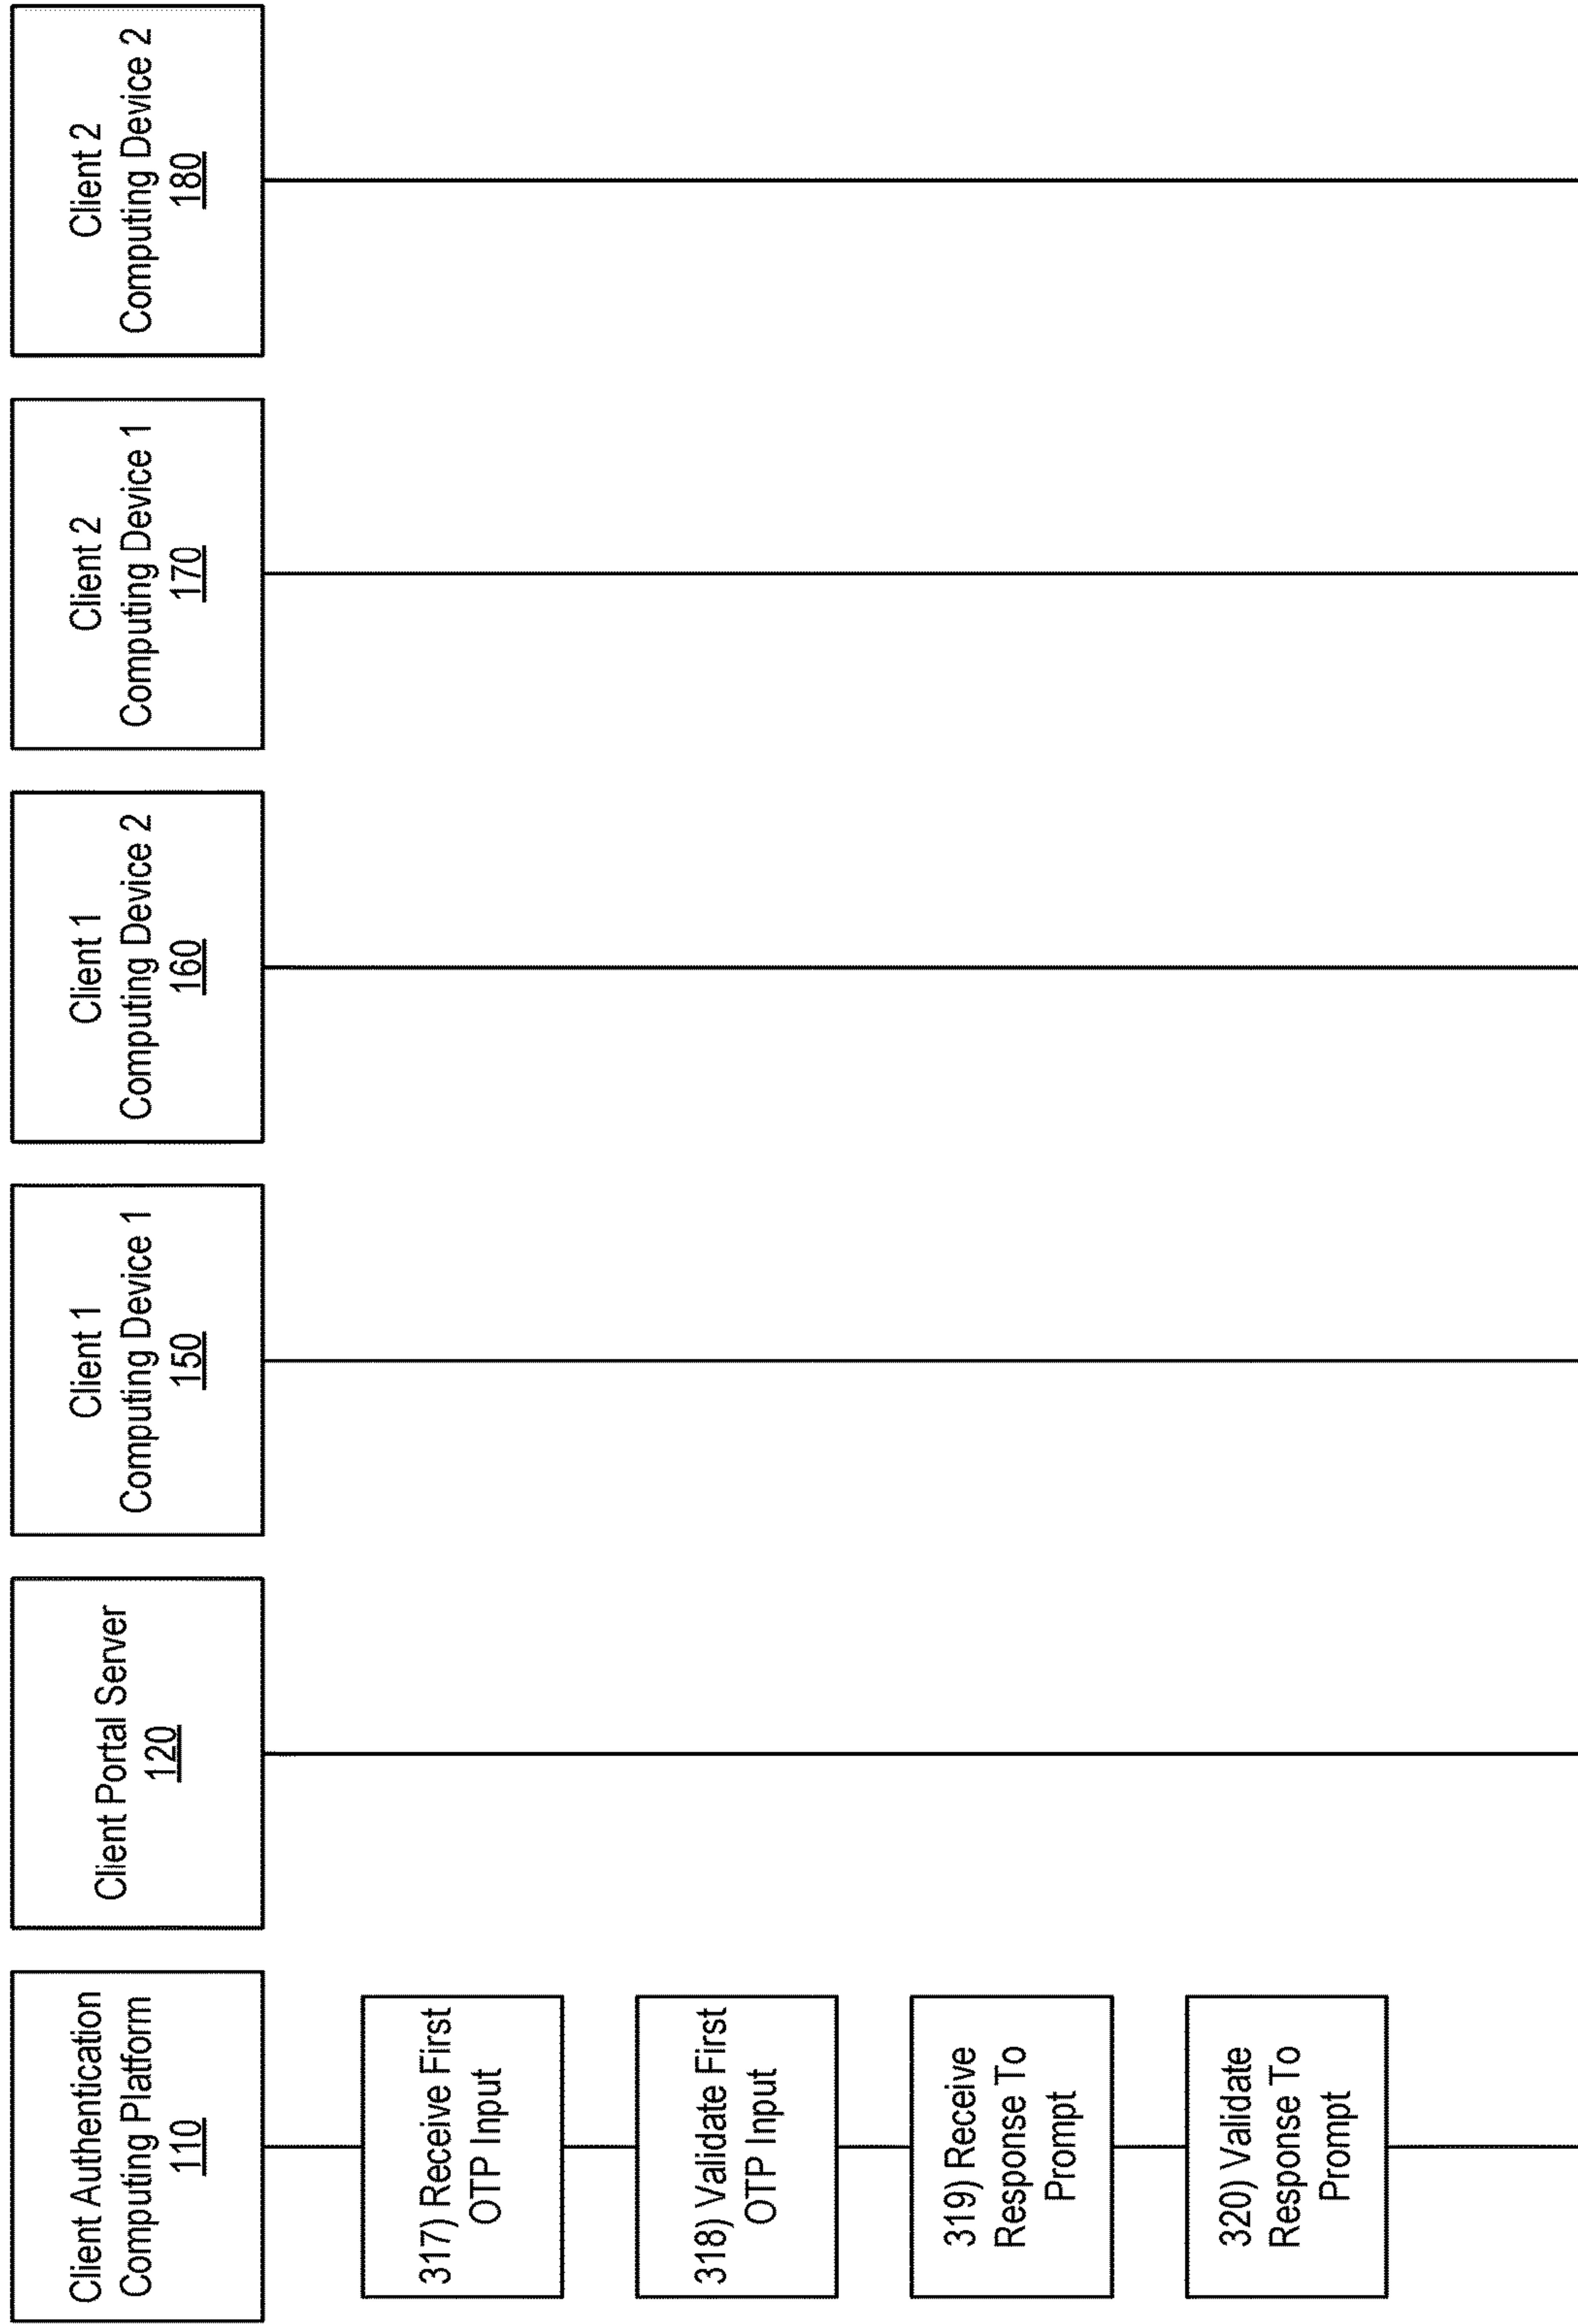 Client Authentication
Computing Platform
110
Client Portal Server
120
Client 1
Computing Device 1
150
Client 1
Computing Device 2
160
Client 2
Computing Device 1
170
Client 2
Computing Device 2
180
317) Receive First
OTP Input
318) Validate First
OTP Input
319) Receive
Response To
Prompt
320) Validate
Response To
Prompt